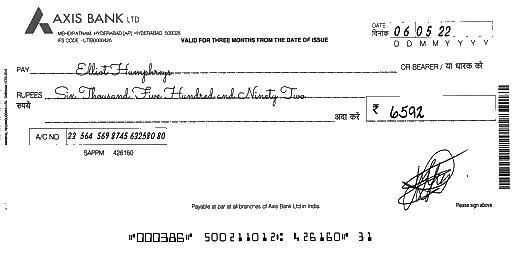 AXIS BANK LTD
MEHDIPATNAM, HYDERABAD [AP] - HYDERABAD 500028
IFS CODE - UTIB0000426
VALID FOR THREE MONTHS FROM THE DATE OF ISSUE
DATE
दिनांक 06 05 22
D D M M Y Y Y Y
PAY Elliot Humphreys OR BEARER / या धारक को
RUPEES Six Thousand Five Hundred and Ninety Two
रुपये अदा करें ₹ 6592
A/C NO 23 564 569 8745 632580 80
SAPPM 426160
Payable at par at all branches of Axis Bank Ltd in India.
Please sign above
⑈000386⑈ 500211012⑆ 426160⑈ 31